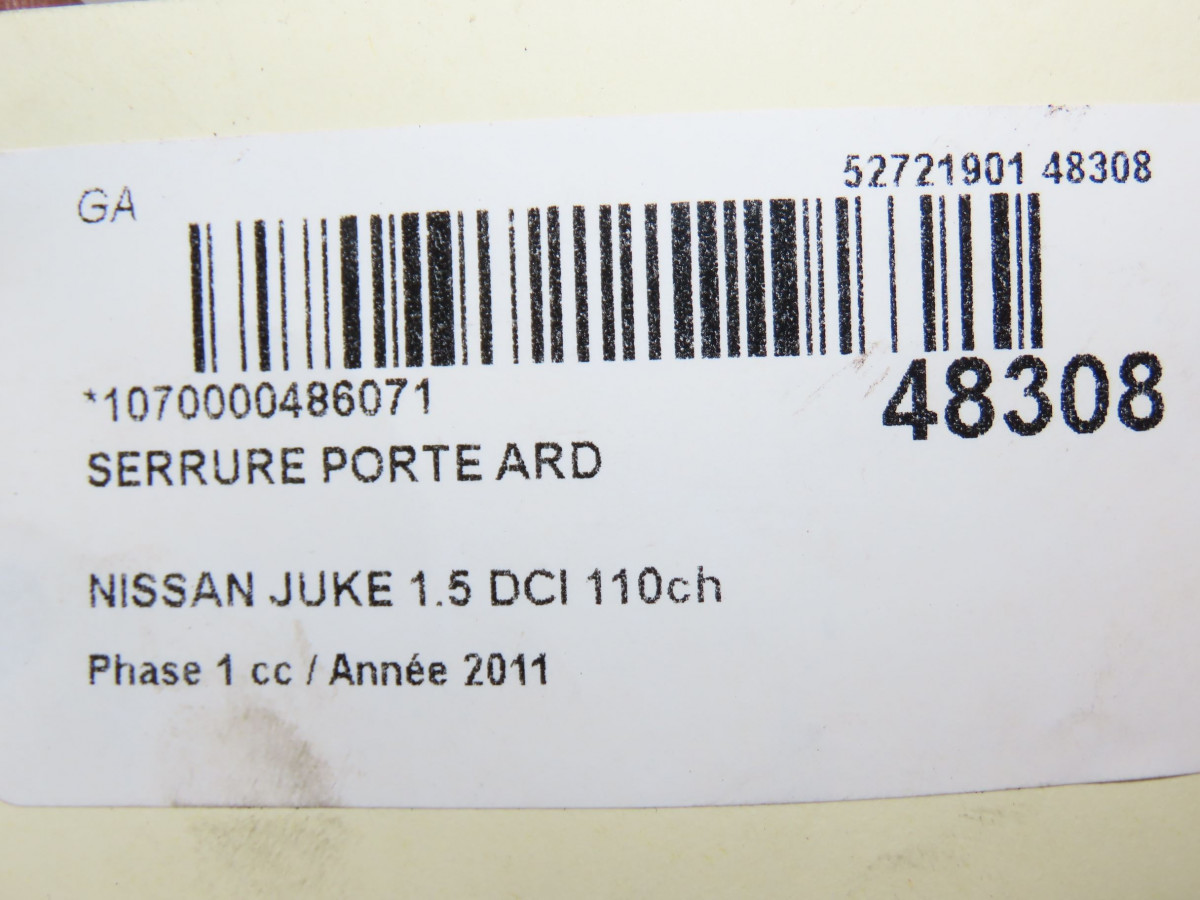 GA
52721901 48308
*1070000486071
48308
SERRURE PORTE ARD
NISSAN JUKE 1.5 DCI 110ch
Phase 1 cc / Année 2011